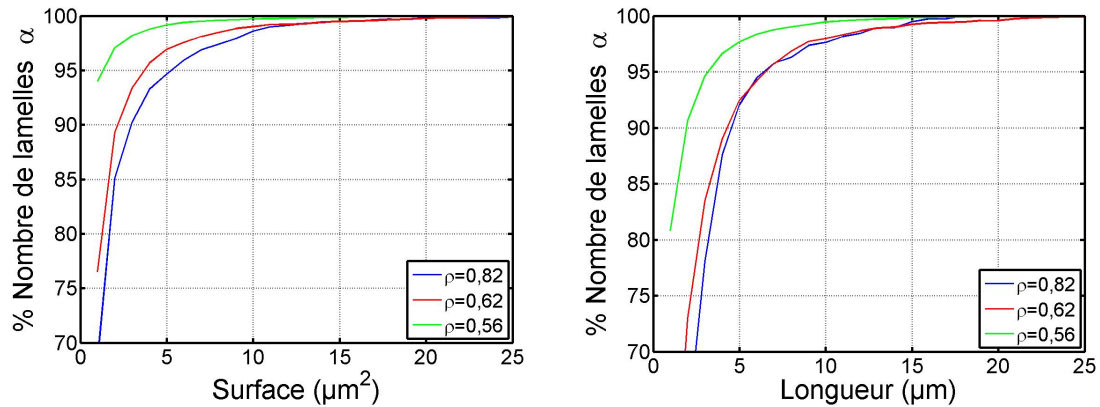 % Nombre de lamelles α
100
95
90
85
80
75
70
0 5 10 15 20 25
Surface (µm²)
ρ=0,82
ρ=0,62
ρ=0,56
% Nombre de lamelles α
100
95
90
85
80
75
70
0 5 10 15 20 25
Longueur (µm)
ρ=0,82
ρ=0,62
ρ=0,56